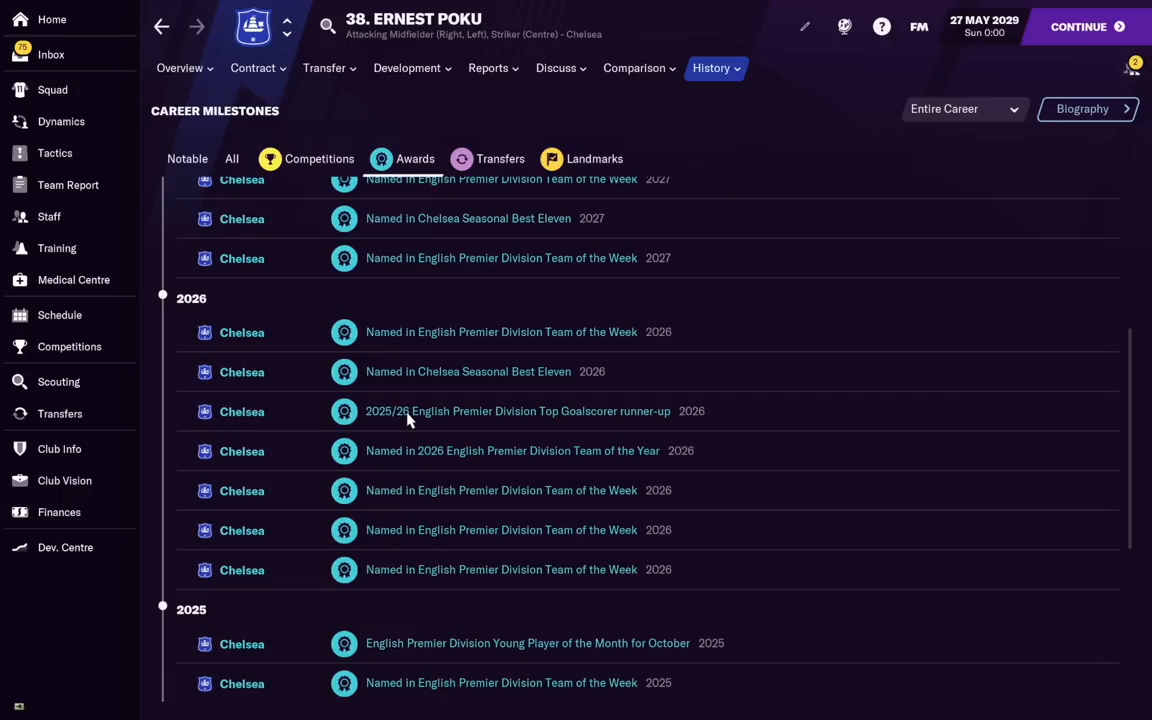 Home
75
Inbox
Squad
Dynamics
Tactics
Team Report
Staff
Training
Medical Centre
Schedule
Competitions
Scouting
Transfers
Club Info
Club Vision
Finances
Dev. Centre
38. ERNEST POKU
Attacking Midfielder (Right, Left), Striker (Centre) - Chelsea
? FM
27 MAY 2029
Sun 0:00
CONTINUE
Overview Contract Transfer Development Reports Discuss Comparison History
2
CAREER MILESTONES
Entire Career
Biography
Notable All Competitions Awards Transfers Landmarks
Chelsea Named in English Premier Division Team of the Week 2027
Chelsea Named in Chelsea Seasonal Best Eleven 2027
Chelsea Named in English Premier Division Team of the Week 2027
2026
Chelsea Named in English Premier Division Team of the Week 2026
Chelsea Named in Chelsea Seasonal Best Eleven 2026
Chelsea 2025/26 English Premier Division Top Goalscorer runner-up 2026
Chelsea Named in 2026 English Premier Division Team of the Year 2026
Chelsea Named in English Premier Division Team of the Week 2026
Chelsea Named in English Premier Division Team of the Week 2026
Chelsea Named in English Premier Division Team of the Week 2026
2025
Chelsea English Premier Division Young Player of the Month for October 2025
Chelsea Named in English Premier Division Team of the Week 2025